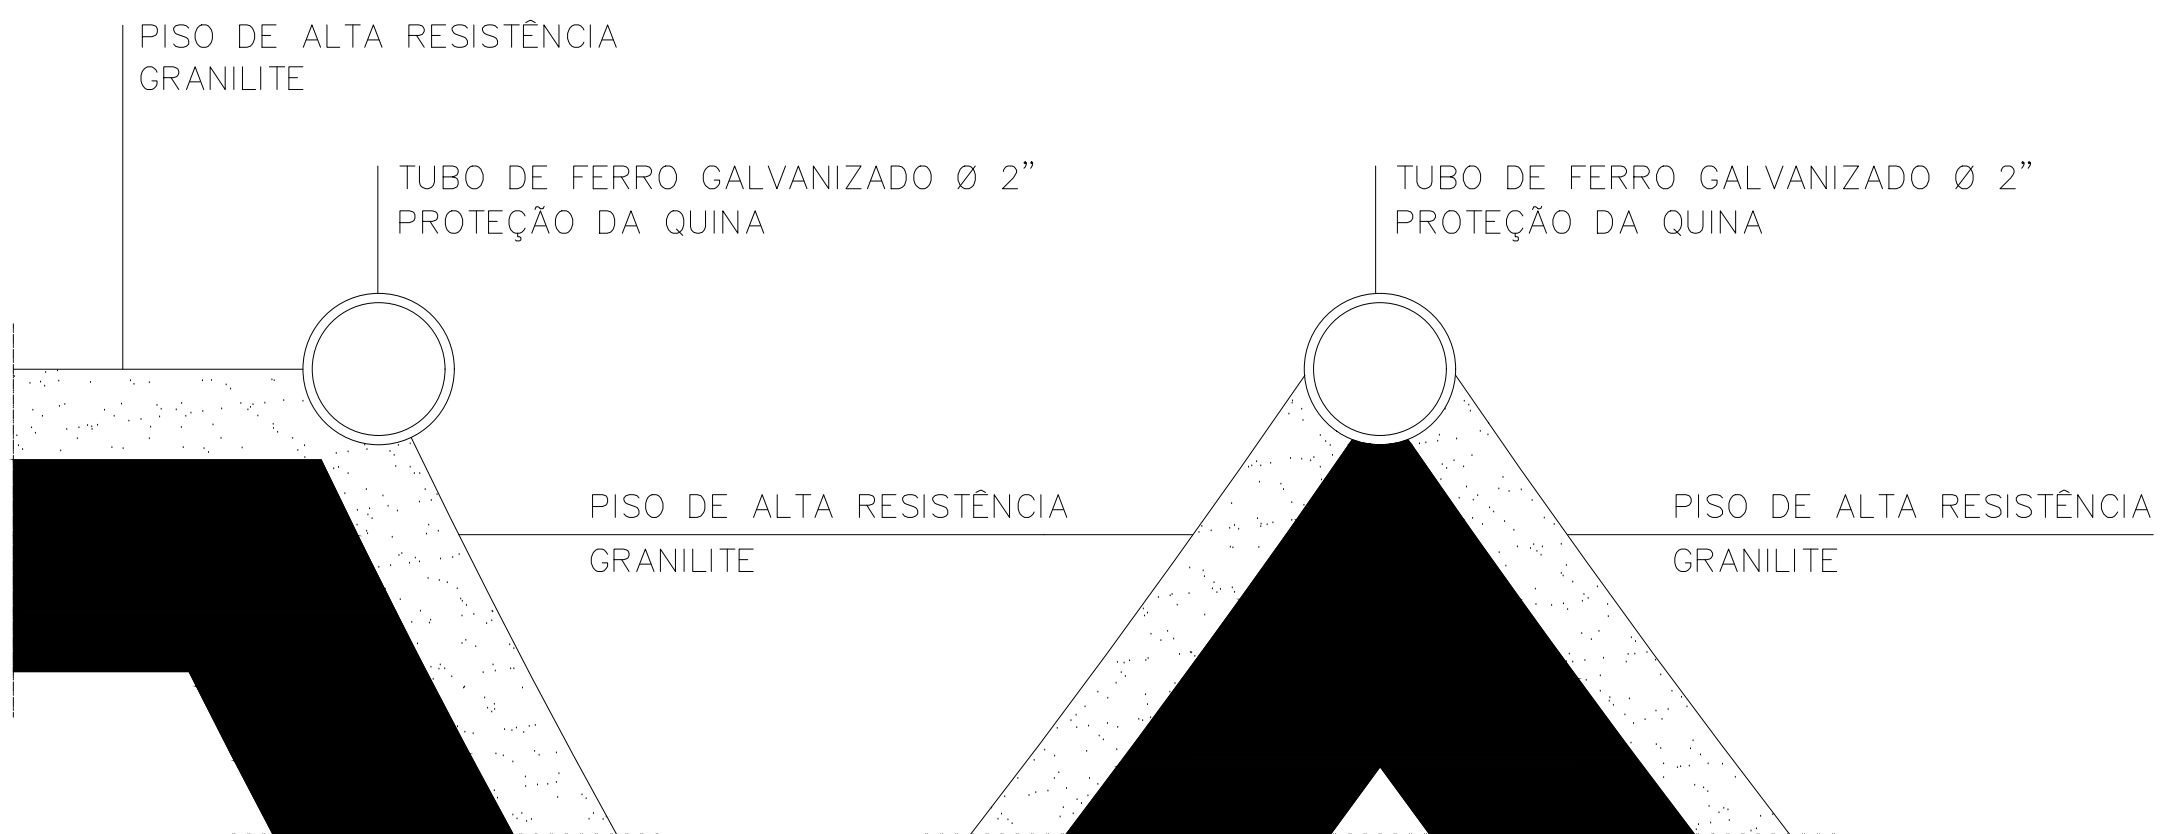 PISO DE ALTA RESISTÊNCIA
GRANILITE
TUBO DE FERRO GALVANIZADO Ø 2”
PROTEÇÃO DA QUINA
TUBO DE FERRO GALVANIZADO Ø 2”
PROTEÇÃO DA QUINA
PISO DE ALTA RESISTÊNCIA
GRANILITE
PISO DE ALTA RESISTÊNCIA
GRANILITE